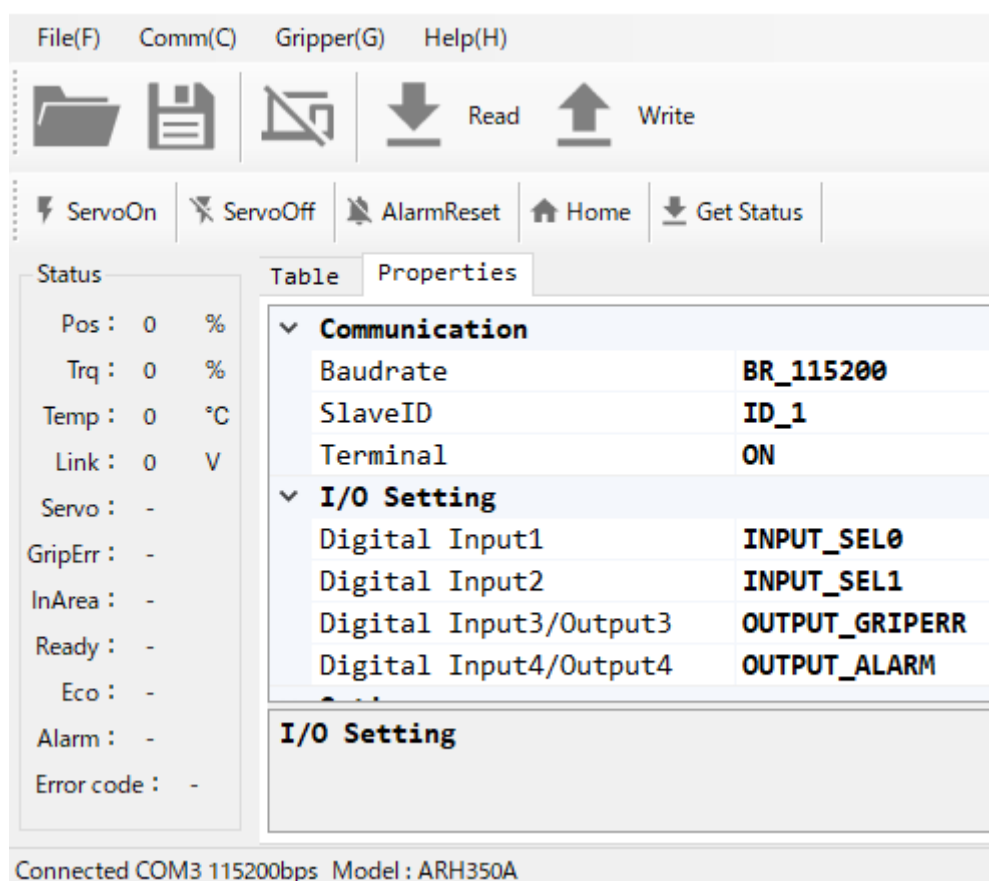 File(F) Comm(C) Gripper(G) Help(H)
Read Write
ServoOn ServoOff AlarmReset Home Get Status
Status
Pos : 0 %
Trq : 0 %
Temp : 0 °C
Link : 0 V
Servo : -
GripErr : -
InArea : -
Ready : -
Eco : -
Alarm : -
Error code : -
Table Properties
Communication
Baudrate BR_115200
SlaveID ID_1
Terminal ON
I/O Setting
Digital Input1 INPUT_SEL0
Digital Input2 INPUT_SEL1
Digital Input3/Output3 OUTPUT_GRIPERR
Digital Input4/Output4 OUTPUT_ALARM
I/O Setting
Connected COM3 115200bps Model : ARH350A